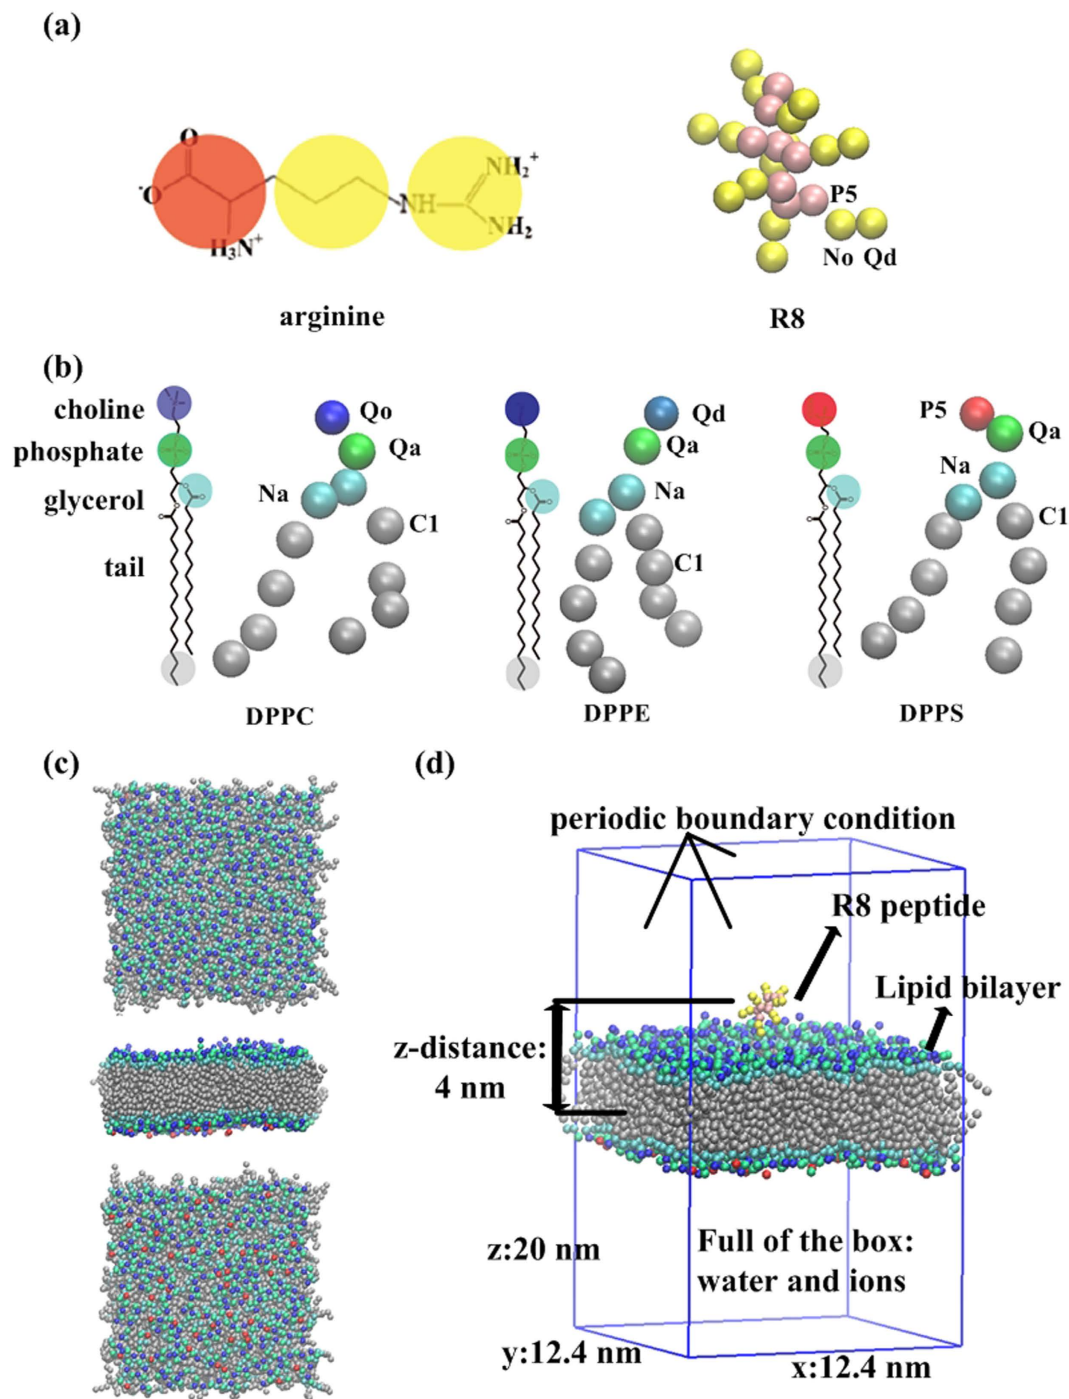 (a)
O
-O
H3N+
NH
NH2+
NH2
arginine
P5
No Qd
R8
(b)
choline
phosphate
glycerol
tail
Qo
Qa
Na
C1
DPPC
Qd
Qa
Na
C1
DPPE
P5
Qa
Na
C1
DPPS
(c)
(d)
periodic boundary condition
R8 peptide
Lipid bilayer
z-distance:
4 nm
z:20 nm
Full of the box:
water and ions
y:12.4 nm
x:12.4 nm